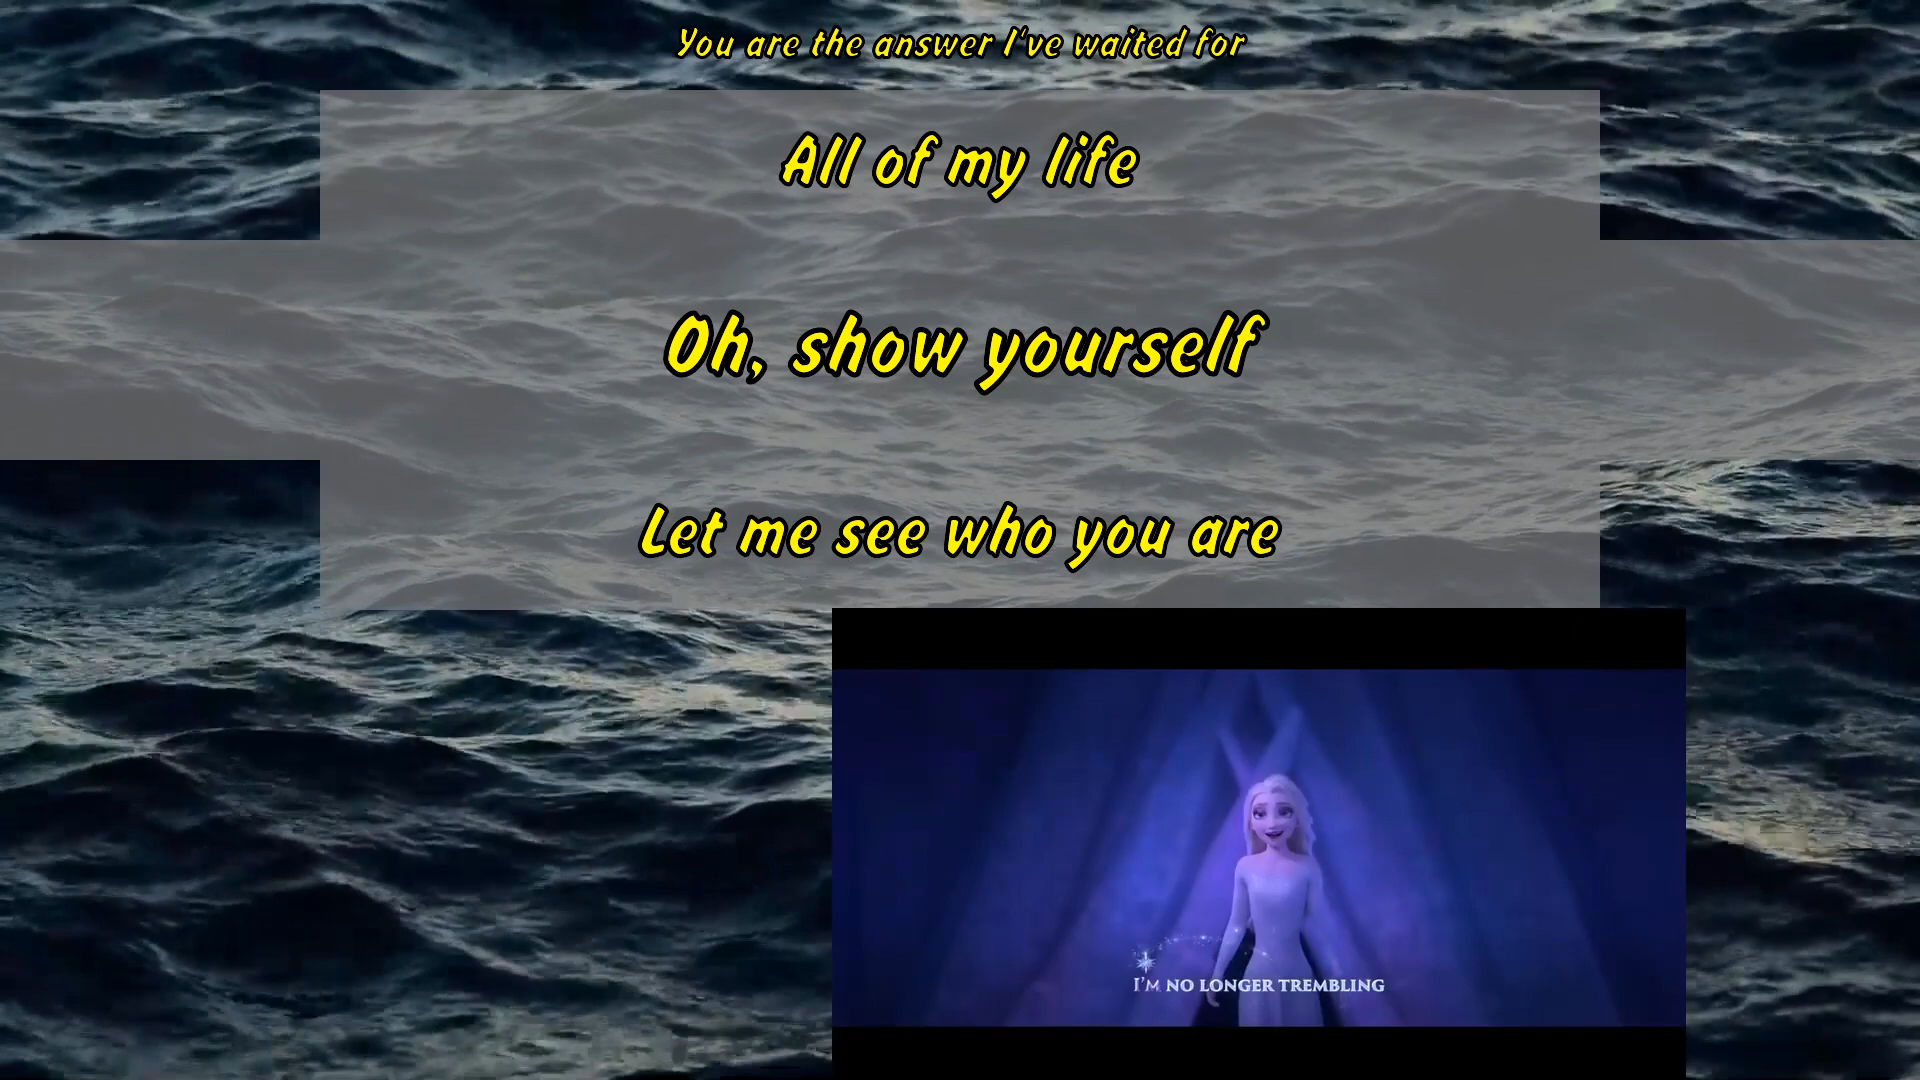 You are the answer I've waited for
All of my life
Oh, show yourself
Let me see who you are
I'M NO LONGER TREMBLING